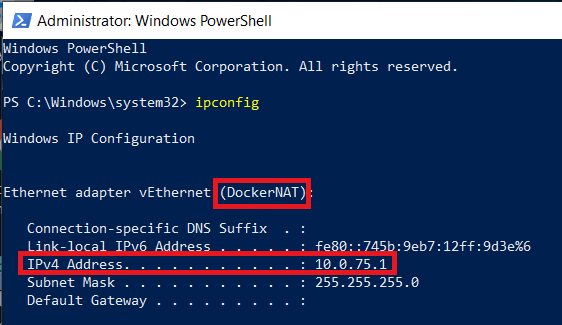 Administrator: Windows PowerShell
Windows PowerShell
Copyright (C) Microsoft Corporation. All rights reserved.
PS C:\Windows\system32> ipconfig
Windows IP Configuration
Ethernet adapter vEthernet (DockerNAT):
Connection-specific DNS Suffix  . :
Link-local IPv6 Address . . . . . : fe80::745b:9eb7:12ff:9d3e%6
IPv4 Address. . . . . . . . . . . : 10.0.75.1
Subnet Mask . . . . . . . . . . . : 255.255.255.0
Default Gateway . . . . . . . . . :